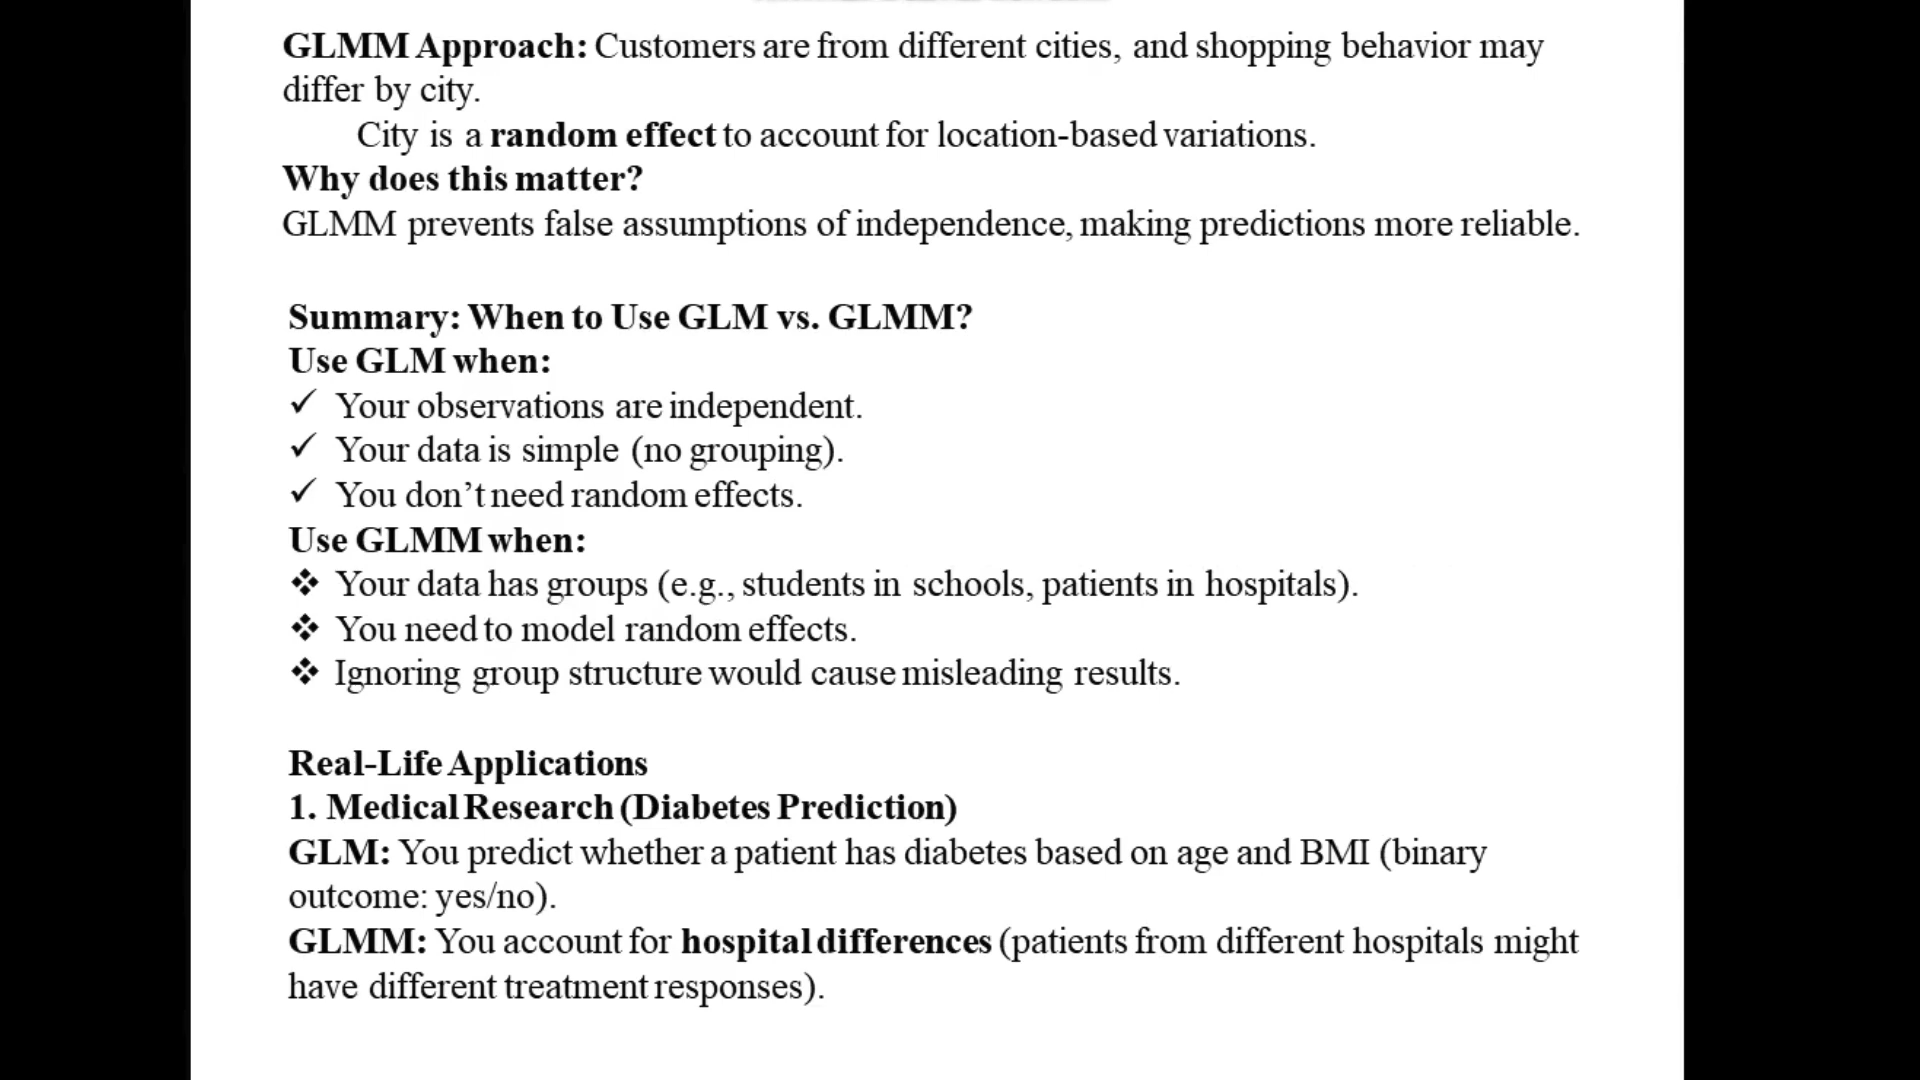 GLMM Approach: Customers are from different cities, and shopping behavior may
differ by city.
City is a random effect to account for location-based variations.
Why does this matter?
GLMM prevents false assumptions of independence, making predictions more reliable.
Summary: When to Use GLM vs. GLMM?
Use GLM when:
✓ Your observations are independent.
✓ Your data is simple (no grouping).
✓ You don’t need random effects.
Use GLMM when:
❖ Your data has groups (e.g., students in schools, patients in hospitals).
❖ You need to model random effects.
❖ Ignoring group structure would cause misleading results.
Real-Life Applications
1. Medical Research (Diabetes Prediction)
GLM: You predict whether a patient has diabetes based on age and BMI (binary
outcome: yes/no).
GLMM: You account for hospital differences (patients from different hospitals might
have different treatment responses).